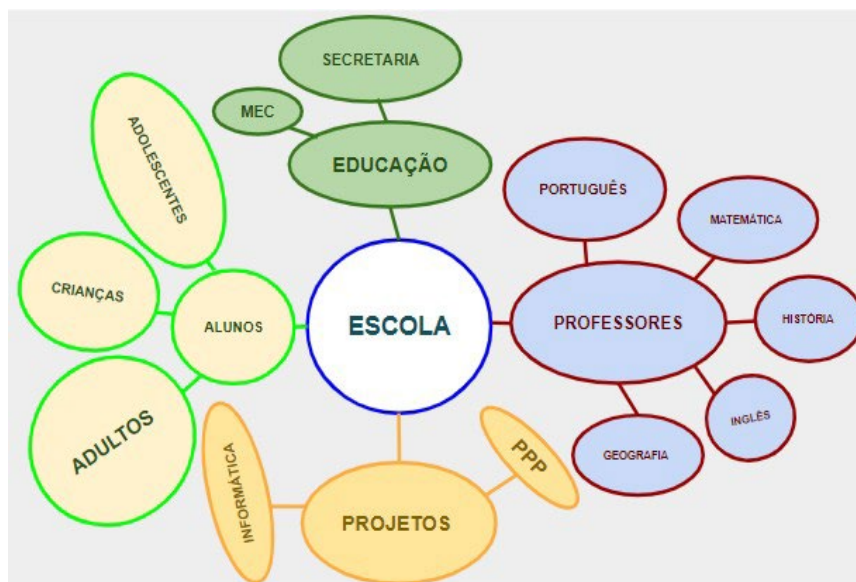 SECRETARIA
MEC
EDUCAÇÃO
ADOLESCENTES
PORTUGUÊS
MATEMÁTICA
CRIANÇAS
ALUNOS
ESCOLA
PROFESSORES
HISTÓRIA
ADULTOS
INGLÊS
GEOGRAFIA
INFORMÁTICA
PPP
PROJETOS